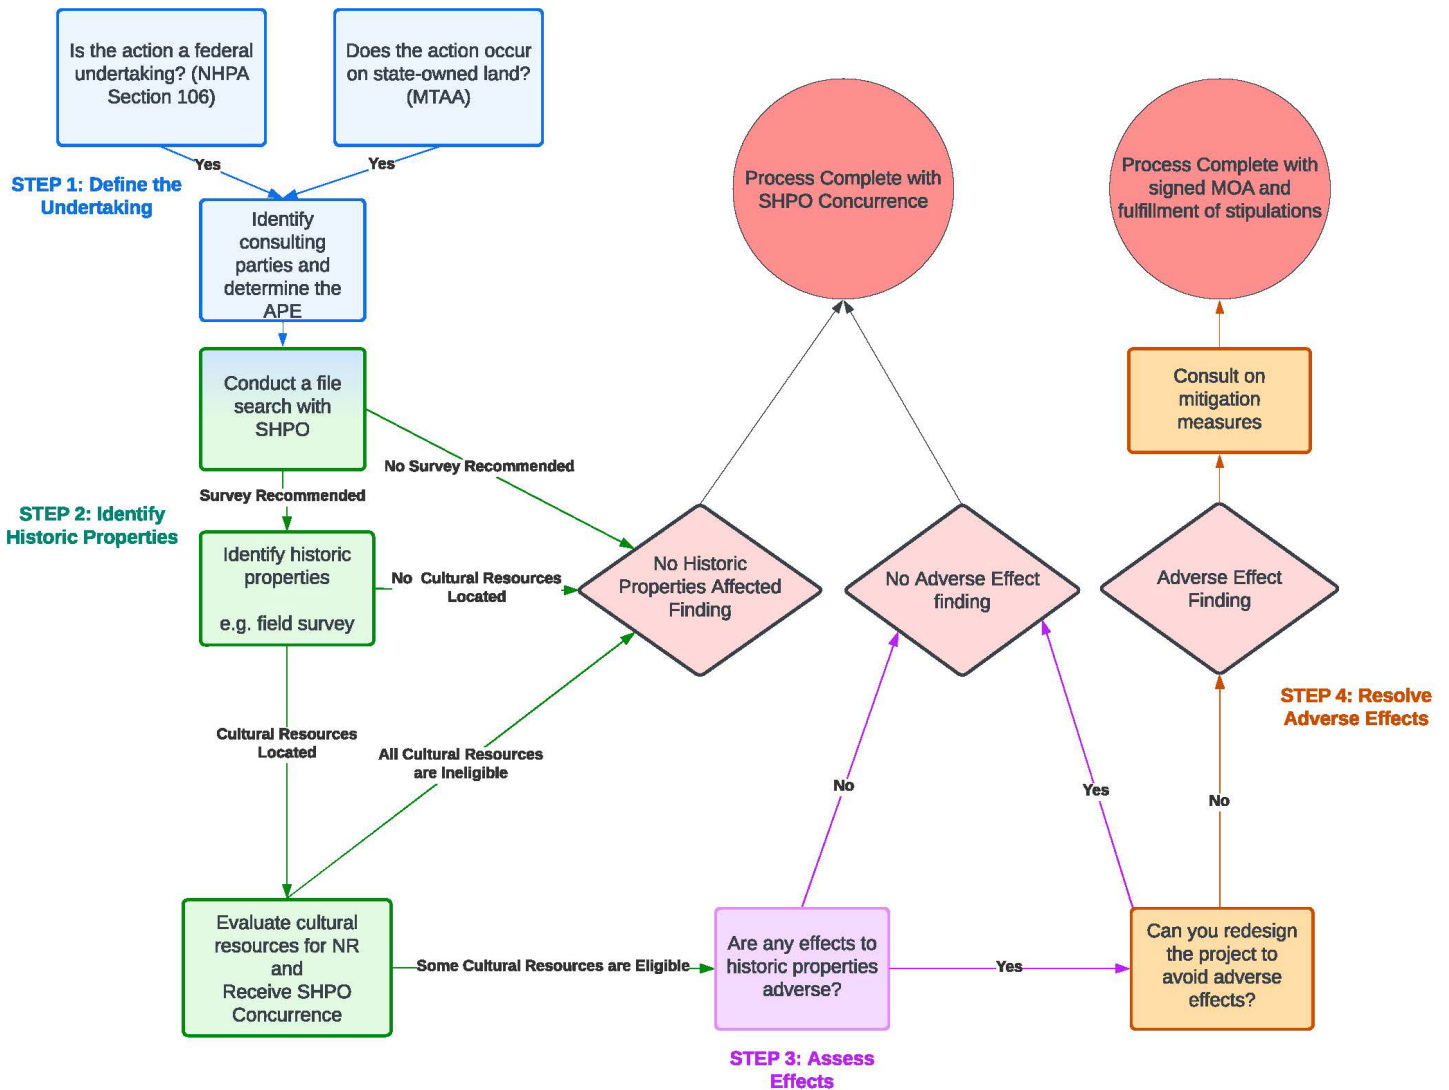 Is the action a federal
undertaking? (NHPA
Section 106)
Does the action occur
on state-owned land?
(MTAA)
Yes
Yes
STEP 1: Define the
Undertaking
Identify
consulting
parties and
determine the
APE
Process Complete with
SHPO Concurrence
Process Complete with
signed MOA and
fulfillment of stipulations
Conduct a file
search with
SHPO
Consult on
mitigation
measures
No Survey Recommended
Survey Recommended
STEP 2: Identify
Historic Properties
Identify historic
properties
e.g. field survey
No Cultural Resources
Located
No Historic
Properties Affected
Finding
No Adverse Effect
finding
Adverse Effect
Finding
STEP 4: Resolve
Adverse Effects
Cultural Resources
Located
All Cultural Resources
are Ineligible
No
Yes
No
Evaluate cultural
resources for NR
and
Receive SHPO
Concurrence
Some Cultural Resources are Eligible
Are any effects to
historic properties
adverse?
Yes
Can you redesign
the project to
avoid adverse
effects?
STEP 3: Assess
Effects